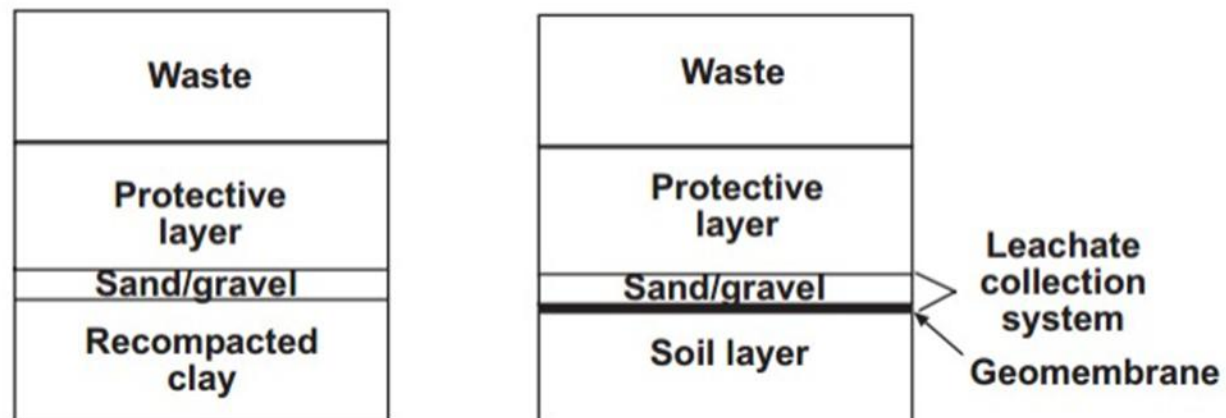 Waste
Protective
layer
Sand/gravel
Recompacted
clay
Waste
Protective
layer
Sand/gravel
Soil layer
Leachate
collection
system
Geomembrane